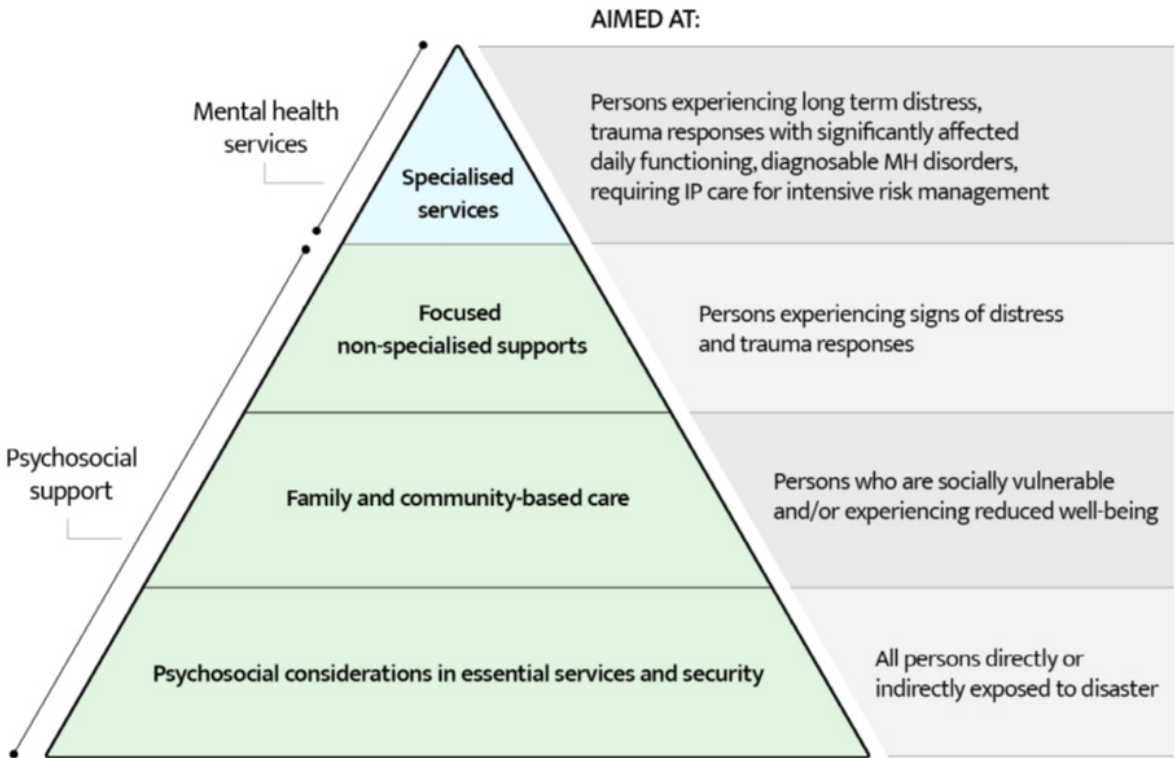 AIMED AT:
Mental health
services
Specialised
services
Persons experiencing long term distress,
trauma responses with significantly affected
daily functioning, diagnosable MH disorders,
requiring IP care for intensive risk management
Focused
non-specialised supports
Persons experiencing signs of distress
and trauma responses
Psychosocial
support
Family and community-based care
Persons who are socially vulnerable
and/or experiencing reduced well-being
Psychosocial considerations in essential services and security
All persons directly or
indirectly exposed to disaster